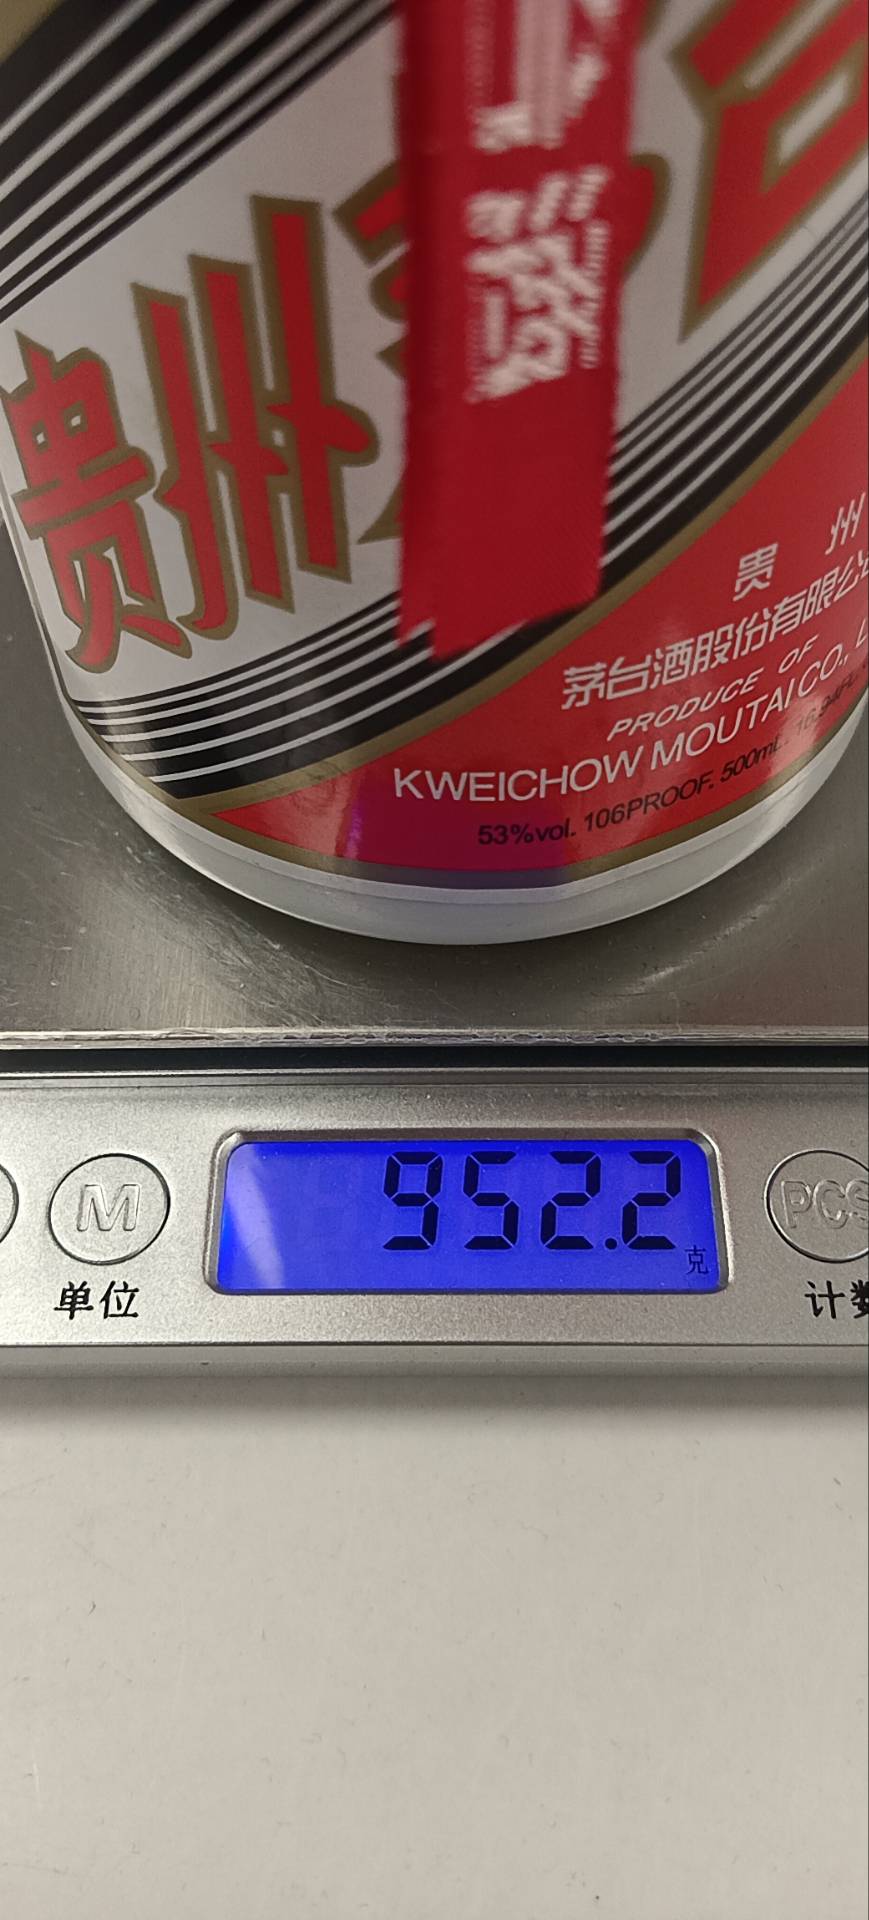 贵州
贵 州
茅台酒股份有限公
PRODUCE OF
KWEICHOW MOUTAI CO., L
53%vol. 106PROOF. 500mL.
M
952.2
克
PCS
单位
计数